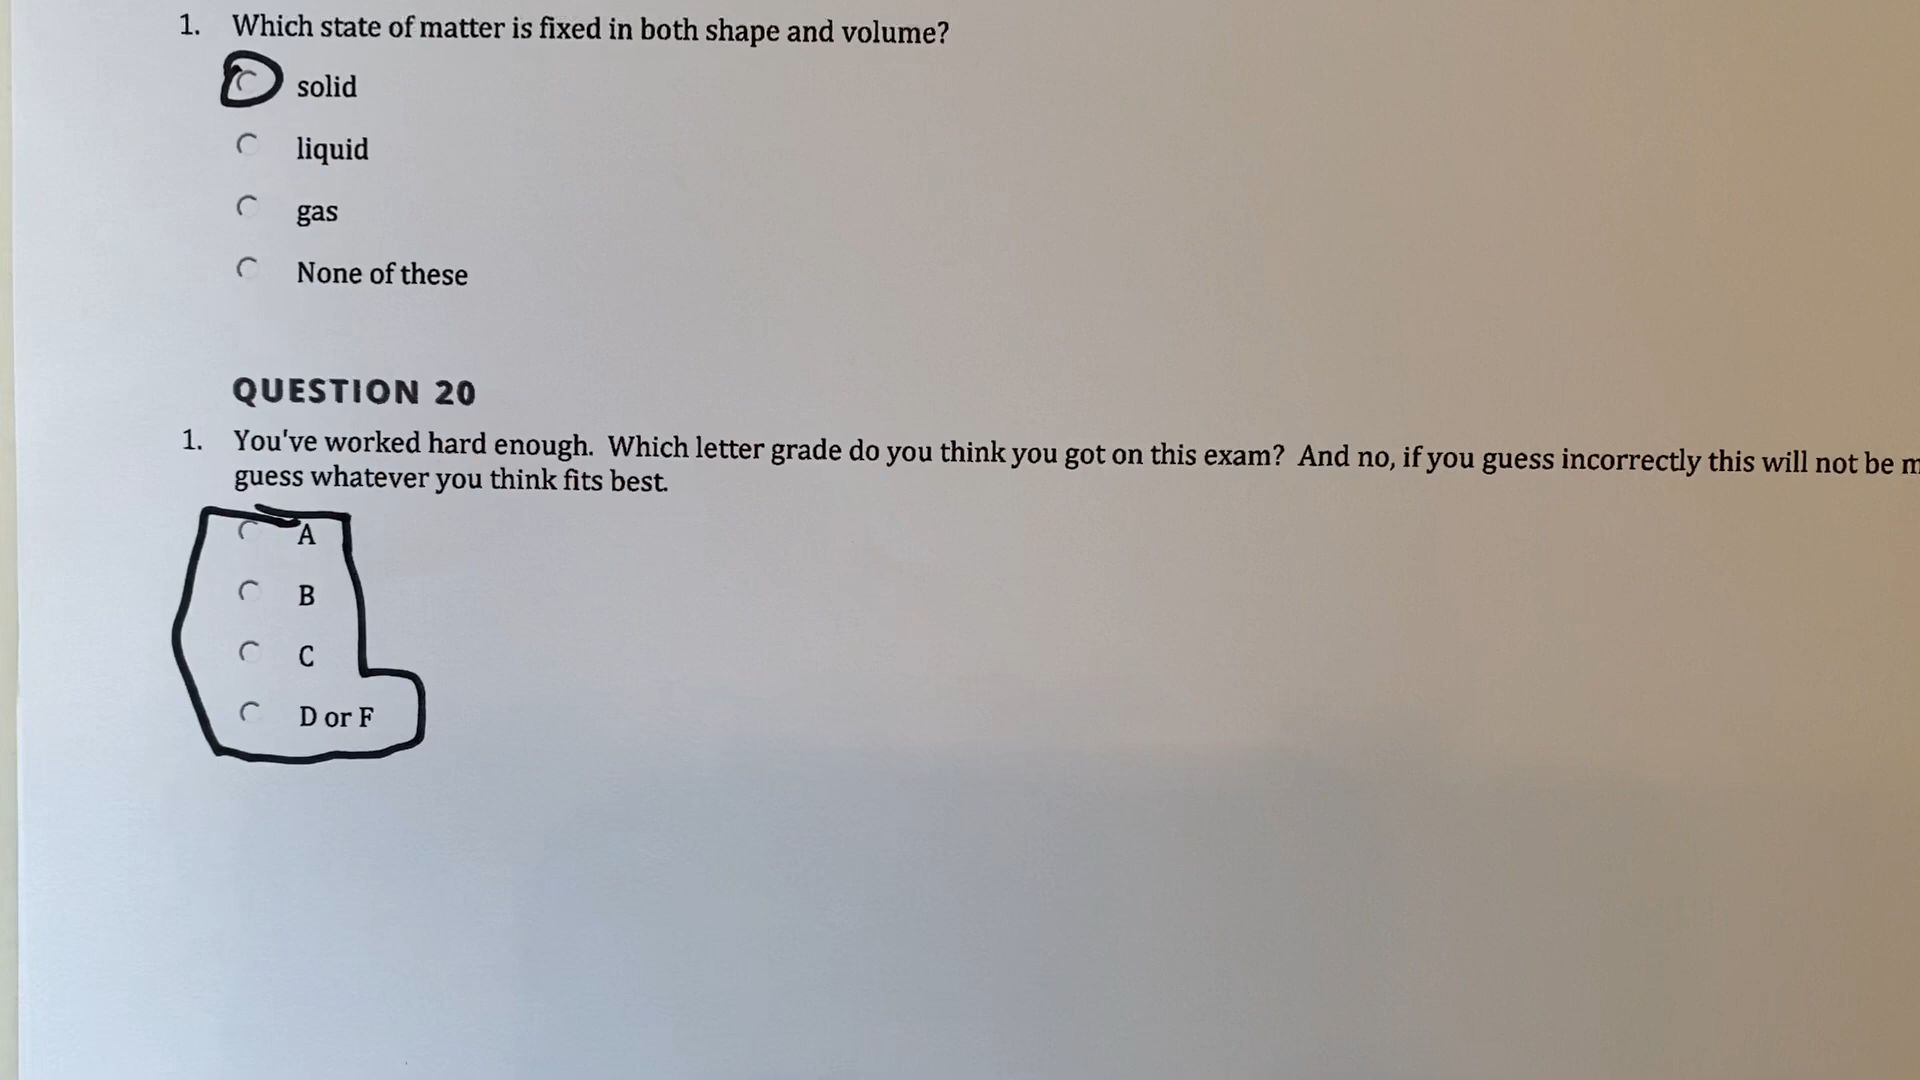 1. Which state of matter is fixed in both shape and volume?
solid
liquid
gas
None of these
QUESTION 20
1. You've worked hard enough. Which letter grade do you think you got on this exam? And no, if you guess incorrectly this will not be
guess whatever you think fits best.
A
B
C
D or F